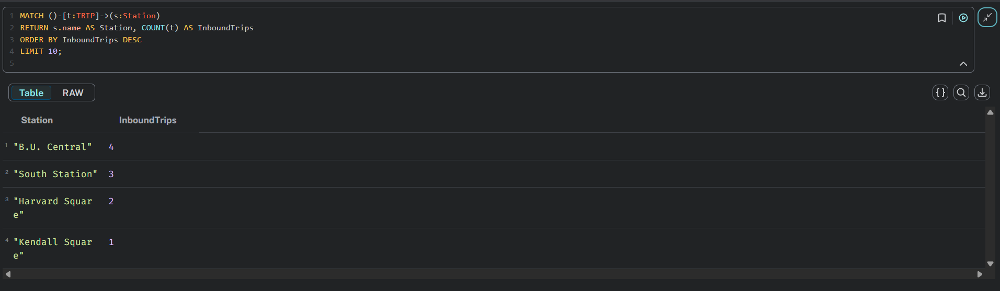 1 MATCH ()-[t:TRIP]->(s:Station)
2 RETURN s.name AS Station, COUNT(t) AS InboundTrips
3 ORDER BY InboundTrips DESC
4 LIMIT 10;
5
Table RAW
{}
Station InboundTrips
1 "B.U. Central" 4
2 "South Station" 3
3 "Harvard Squar 2
e"
4 "Kendall Squar 1
e"